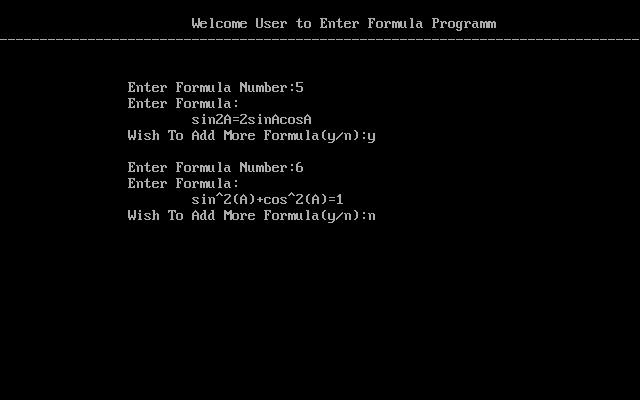 Welcome User to Enter Formula Programm
Enter Formula Number:5
Enter Formula:
sin2A=2sinAcosA
Wish To Add More Formula(y/n):y
Enter Formula Number:6
Enter Formula:
sin^2(A)+cos^2(A)=1
Wish To Add More Formula(y/n):n